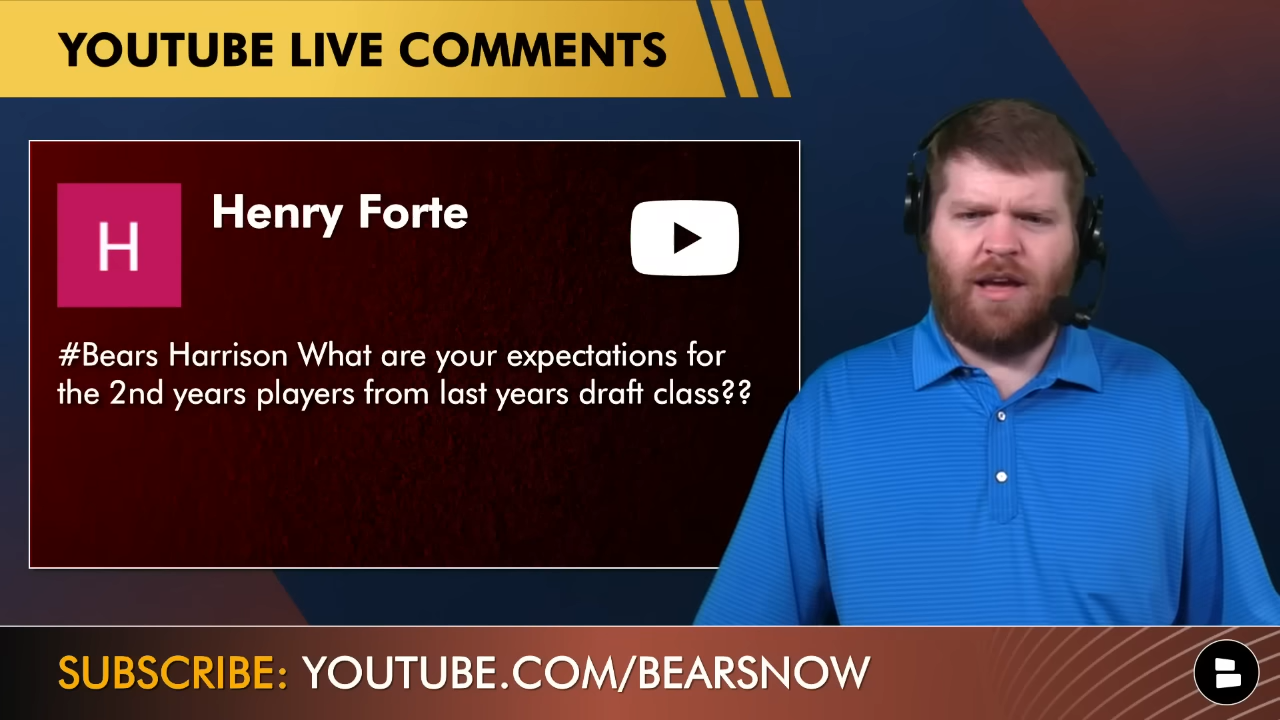 YOUTUBE LIVE COMMENTS
H
Henry Forte
#Bears Harrison What are your expectations for
the 2nd years players from last years draft class??
SUBSCRIBE: YOUTUBE.COM/BEARSNOW